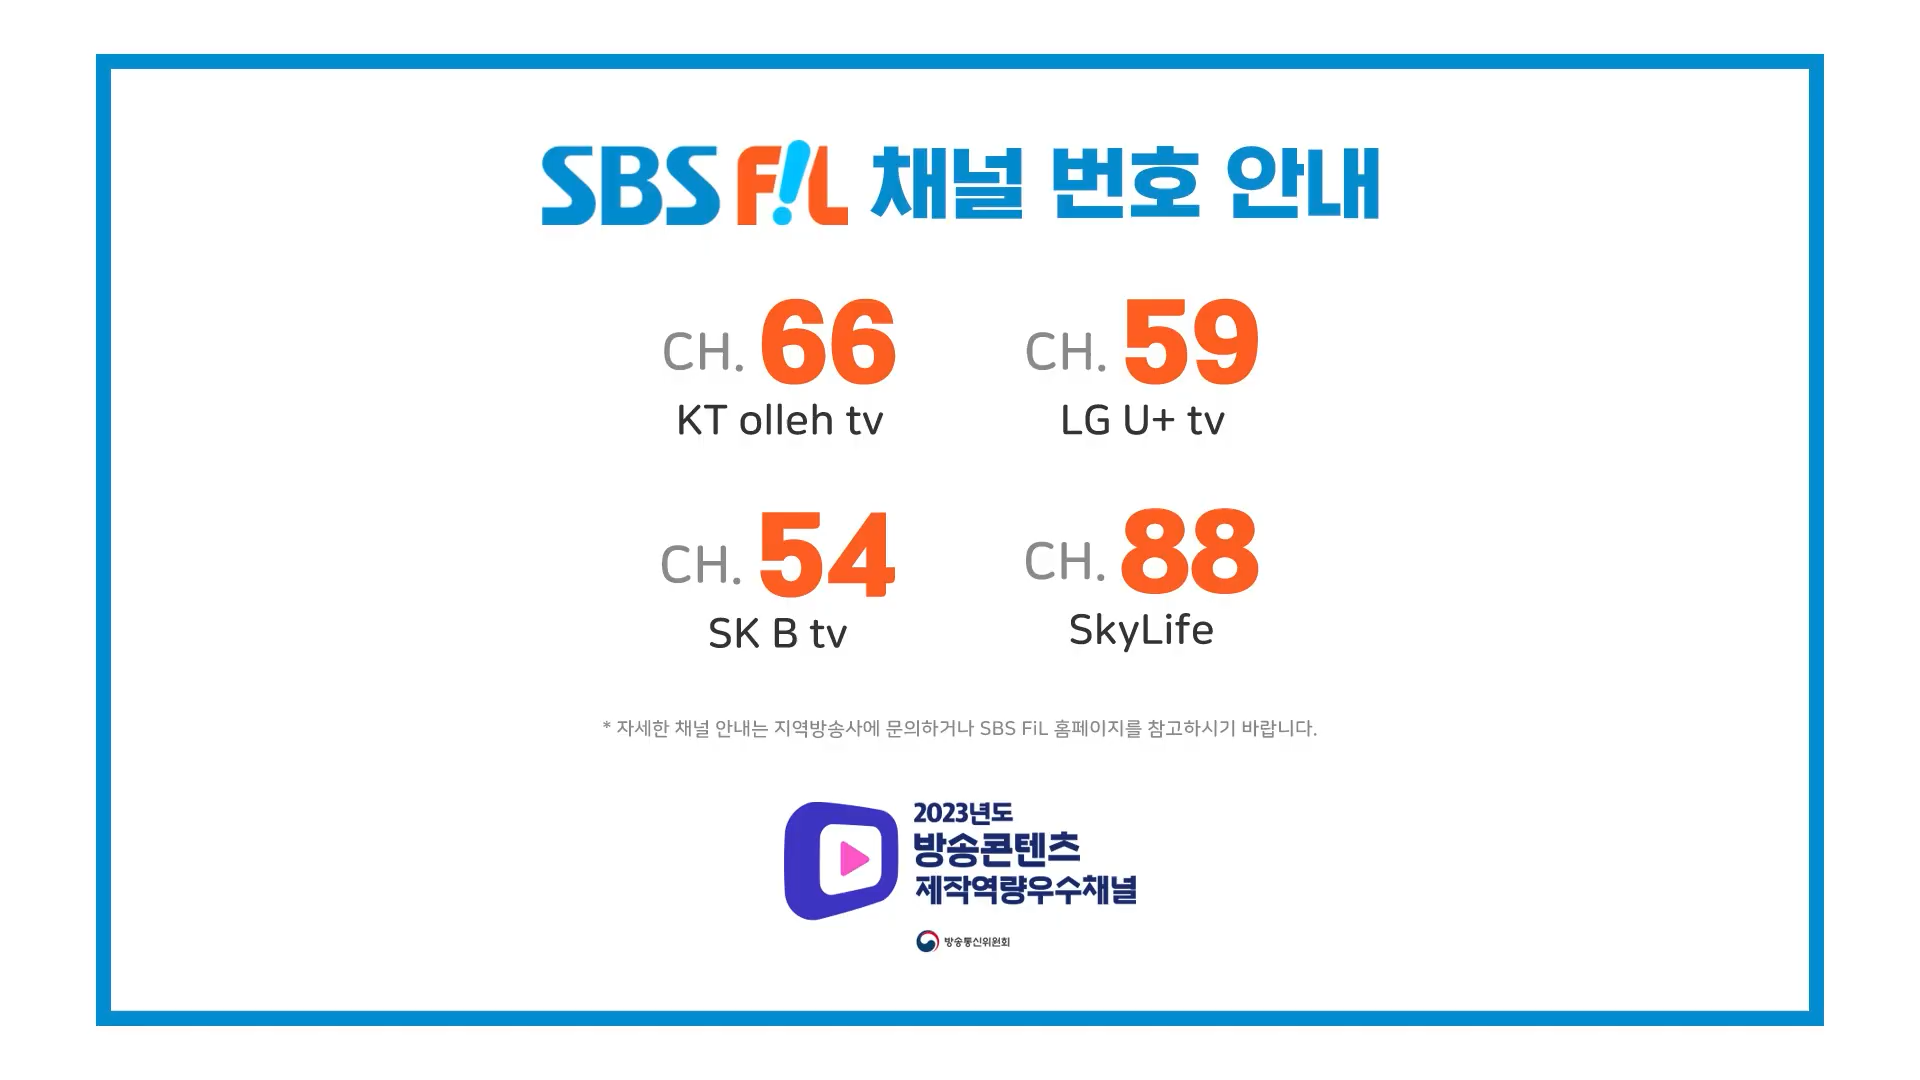 SBS F!L 채널 번호 안내
CH. 66
KT olleh tv
CH. 59
LG U+ tv
CH. 54
SK B tv
CH. 88
SkyLife
* 자세한 채널 안내는 지역방송사에 문의하거나 SBS FiL 홈페이지를 참고하시기 바랍니다.
2023년도
방송콘텐츠
제작역량우수채널
방송통신위원회